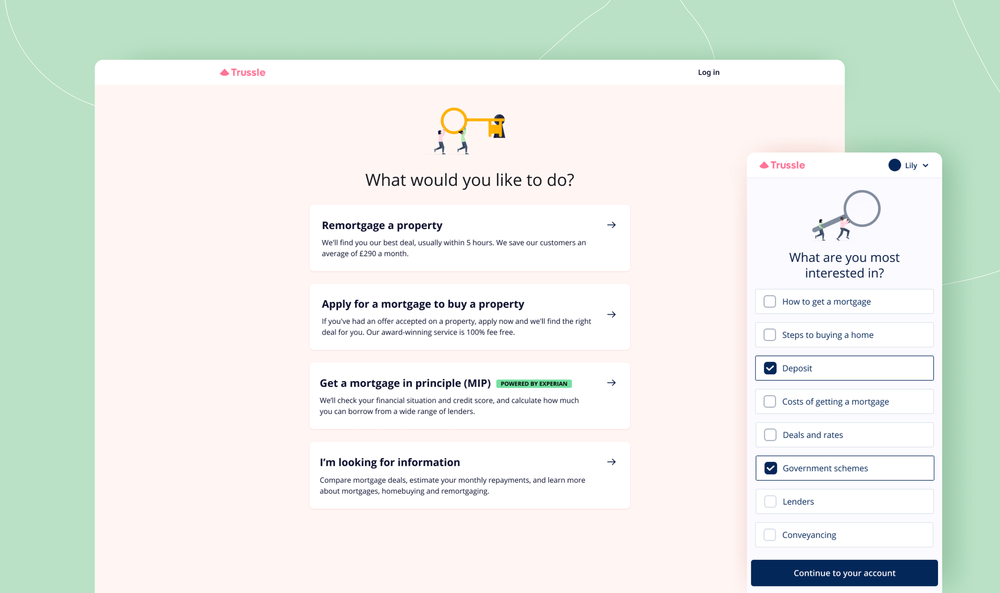 Trussle
Log in
What would you like to do?
Remortgage a property
We'll find you our best deal, usually within 5 hours. We save our customers an
average of £290 a month.
Apply for a mortgage to buy a property
If you've had an offer accepted on a property, apply now and we'll find the right
deal for you. Our award-winning service is 100% fee free.
Get a mortgage in principle (MIP) POWERED BY EXPERIAN
We'll check your financial situation and credit score, and calculate how much
you can borrow from a wide range of lenders.
I'm looking for information
Compare mortgage deals, estimate your monthly repayments, and learn more
about mortgages, homebuying and remortgaging.
Trussle
Lily
What are you most
interested in?
How to get a mortgage
Steps to buying a home
Deposit
Costs of getting a mortgage
Deals and rates
Government schemes
Lenders
Conveyancing
Continue to your account